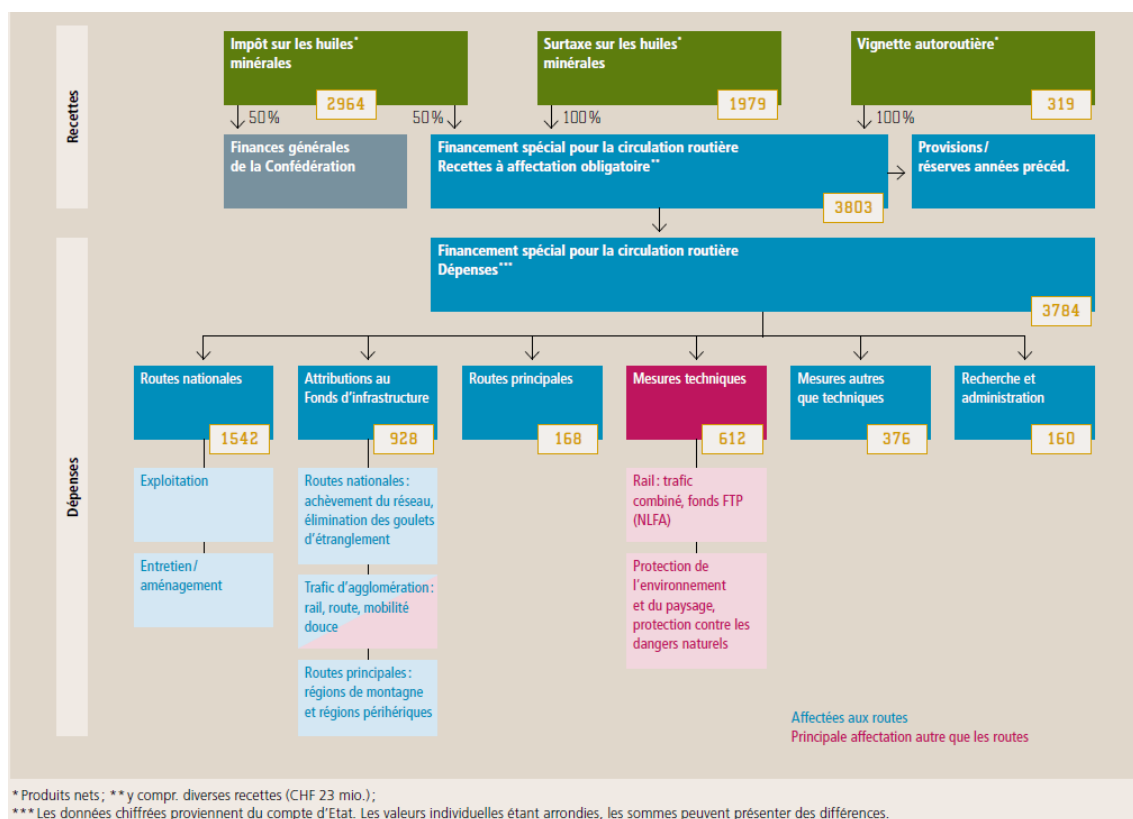 Recettes
Impôt sur les huiles*
minérales
2964
Surtaxe sur les huiles*
minérales
1979
Vignette autoroutière*
319
50%
50%
100%
100%
Finances générales
de la Confédération
Financement spécial pour la circulation routière
Recettes à affectation obligatoire**
3803
Provisions/
réserves années précéd.
Dépenses
Financement spécial pour la circulation routière
Dépenses***
3784
Routes nationales
1542
Attributions au
Fonds d'infrastructure
928
Routes principales
168
Mesures techniques
612
Mesures autres
que techniques
376
Recherche et
administration
160
Exploitation
Entretien/
aménagement
Routes nationales:
achèvement du réseau,
élimination des goulets
d'étranglement
Trafic d'agglomération:
rail, route, mobilité
douce
Routes principales:
régions de montagne
et régions périhériques
Rail: trafic
combiné, fonds FTP
(NLFA)
Protection de
l'environnement
et du paysage,
protection contre les
dangers naturels
Affectées aux routes
Principale affectation autre que les routes
* Produits nets; ** y compr. diverses recettes (CHF 23 mio.);
*** Les données chiffrées proviennent du compte d'Etat. Les valeurs individuelles étant arrondies, les sommes peuvent présenter des différences.